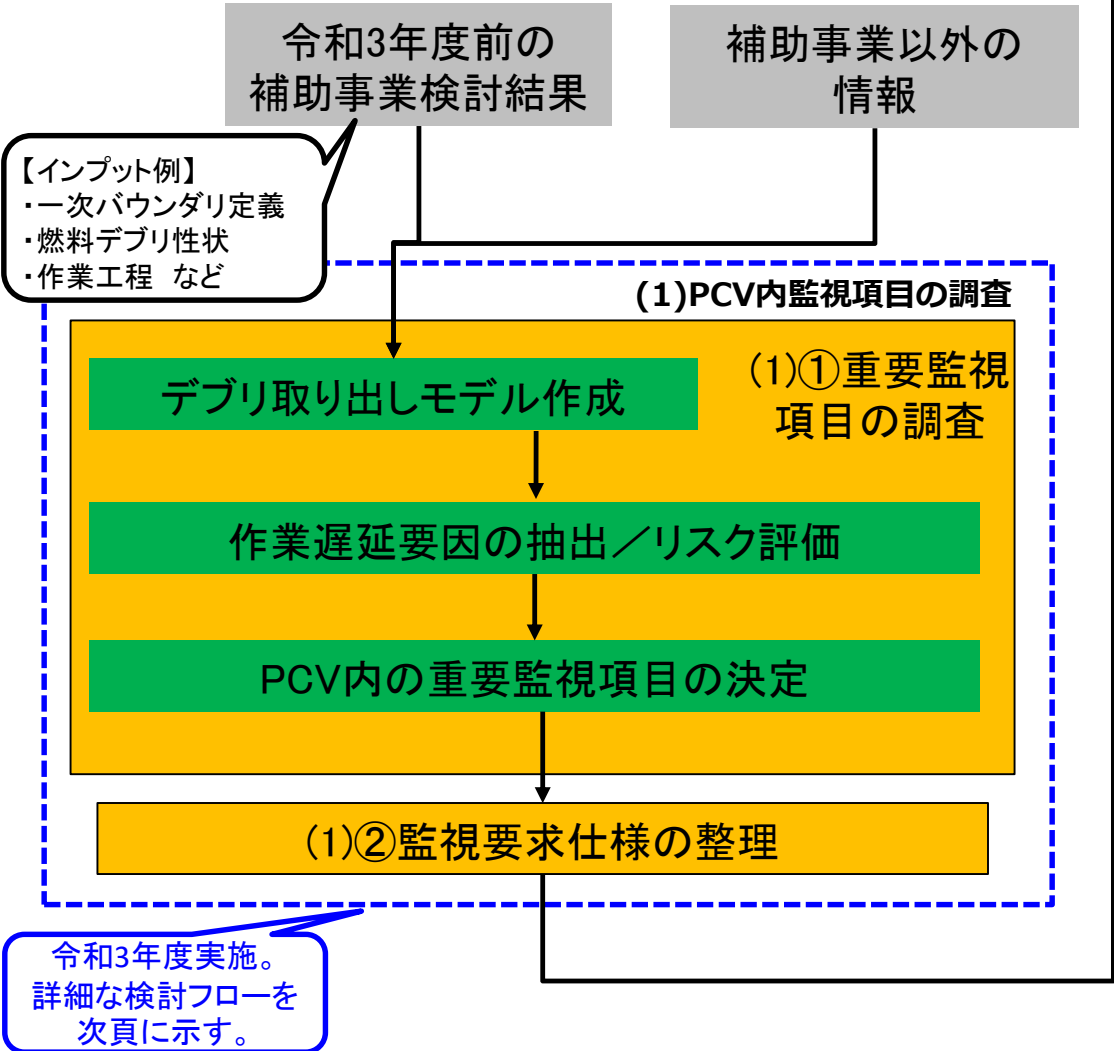 令和3年度前の
補助事業検討結果
補助事業以外の
情報
【インプット例】
・一次バウンダリ定義
・燃料デブリ性状
・作業工程 など
(1)PCV内監視項目の調査
(1)①重要監視
項目の調査
デブリ取り出しモデル作成
作業遅延要因の抽出／リスク評価
PCV内の重要監視項目の決定
(1)②監視要求仕様の整理
令和3年度実施。
詳細な検討フローを
次頁に示す。